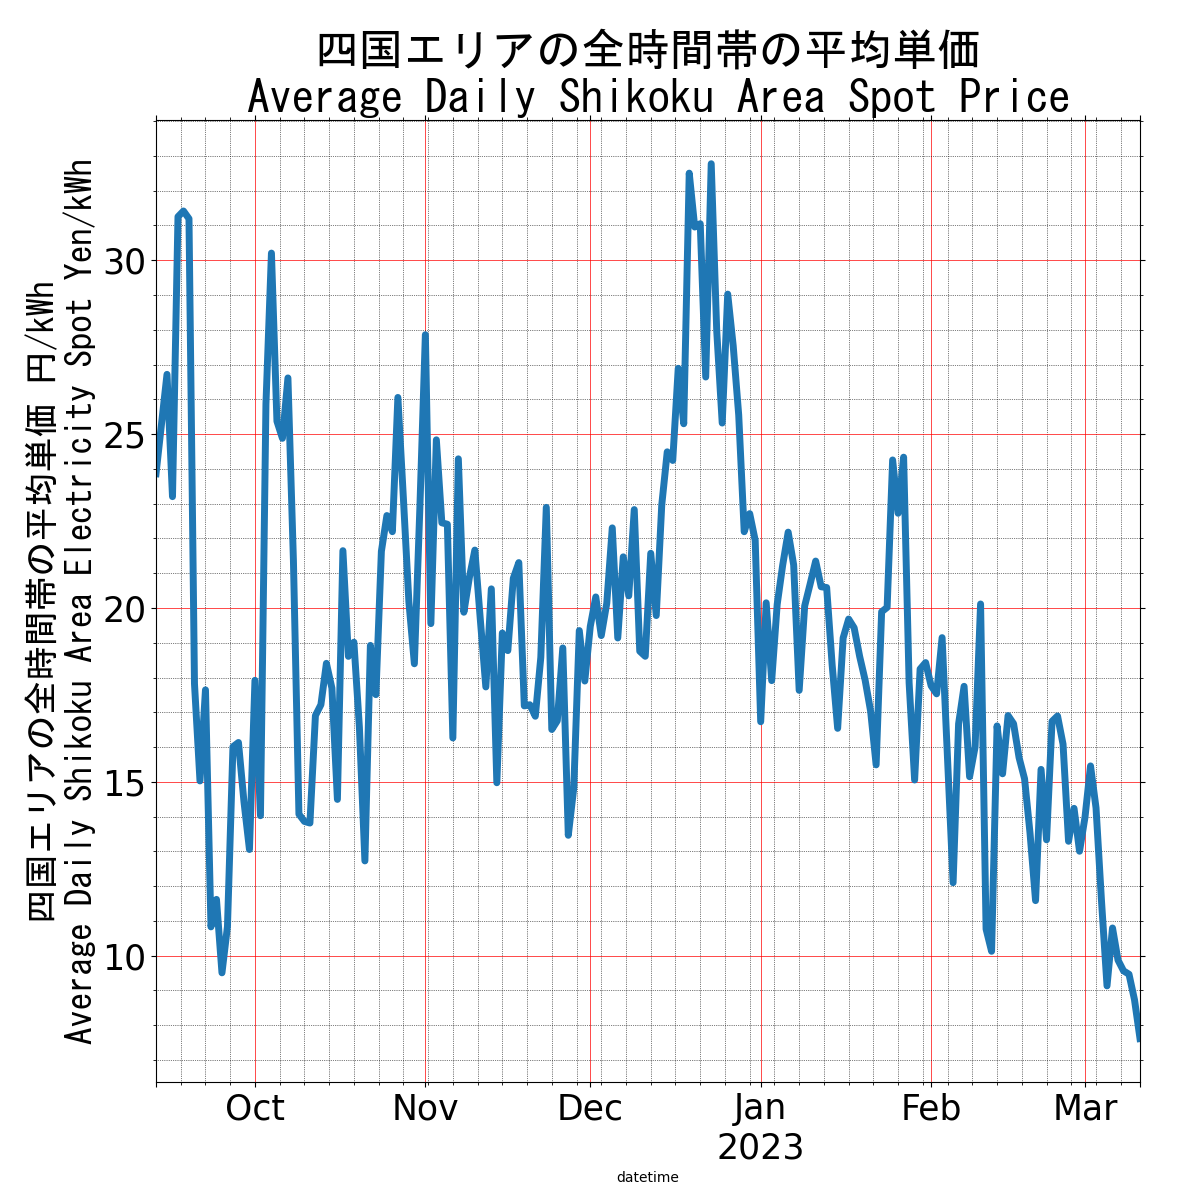 四国エリアの全時間帯の平均単価
Average Daily Shikoku Area Spot Price
四国エリアの全時間帯の平均単価 円/kWh
Average Daily Shikoku Area Electricity Spot Yen/kWh
30
25
20
15
10
Oct
Nov
Dec
Jan
2023
Feb
Mar
datetime